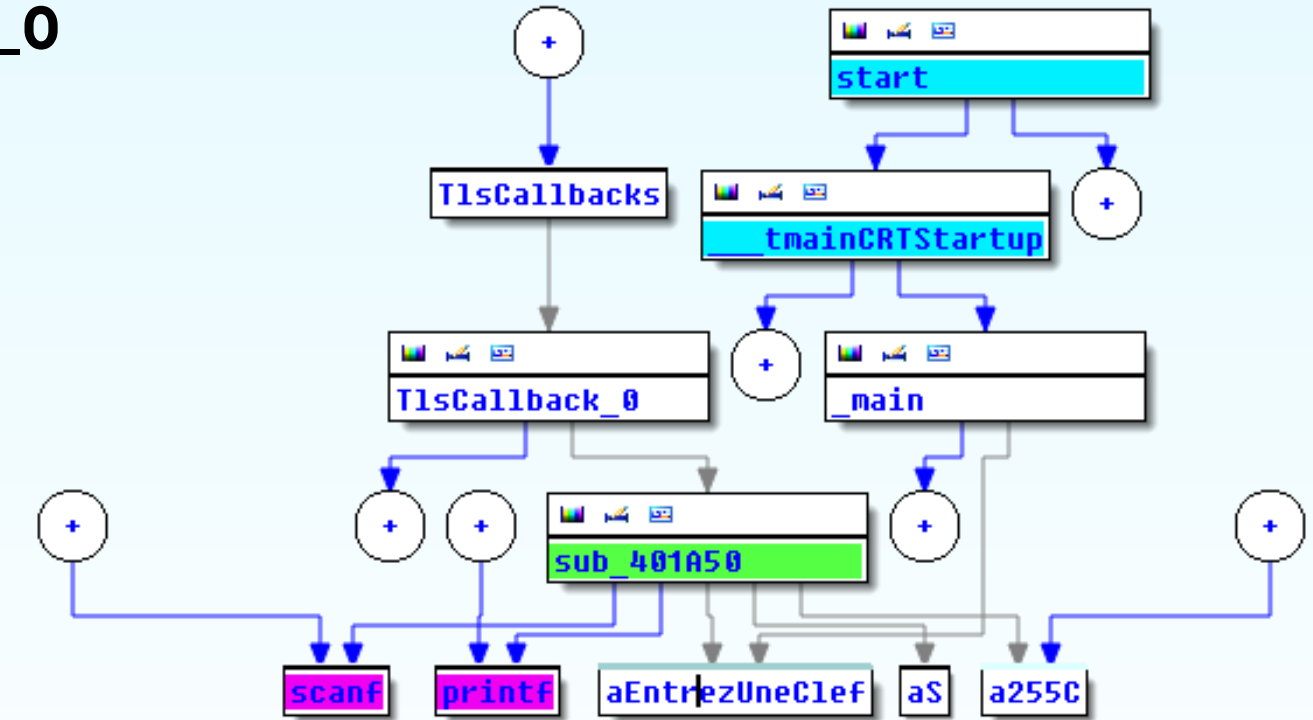 _0
+
start
TlsCallbacks
+
___tmainCRTStartup
TlsCallback_0
+
_main
+
+
+
sub_401A50
+
+
scanf
printf
aEntrezUneClef
aS
a255C